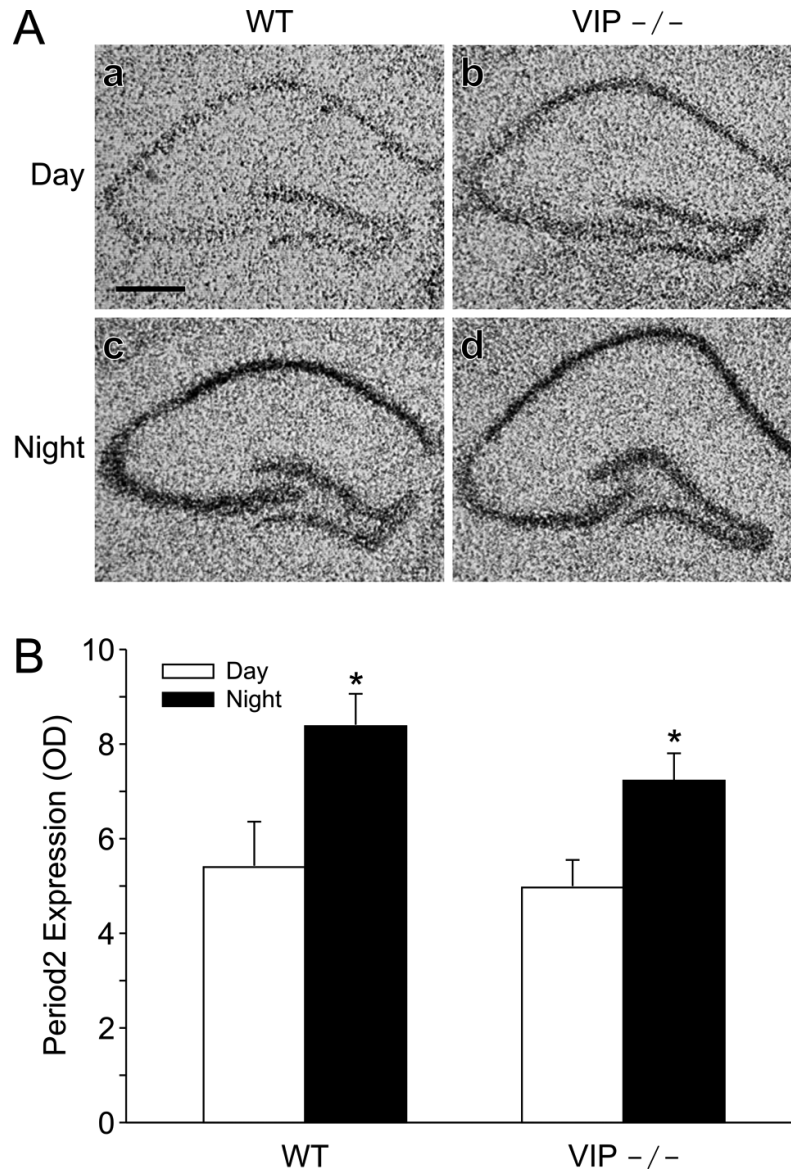 A
WT
VIP −/−
Day
a
b
Night
c
d
B
Period2 Expression (OD)
10
8
6
4
2
0
Day
Night
*
*
WT
VIP −/−